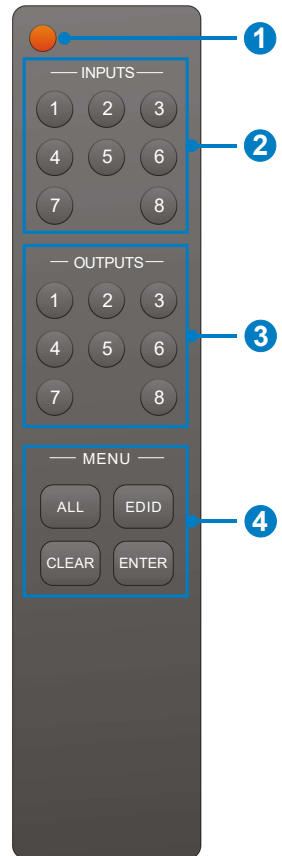 1
INPUTS
1 2 3
4 5 6
2
7 8
OUTPUTS
1 2 3
3
4 5 6
7 8
MENU
ALL EDID
4
CLEAR ENTER